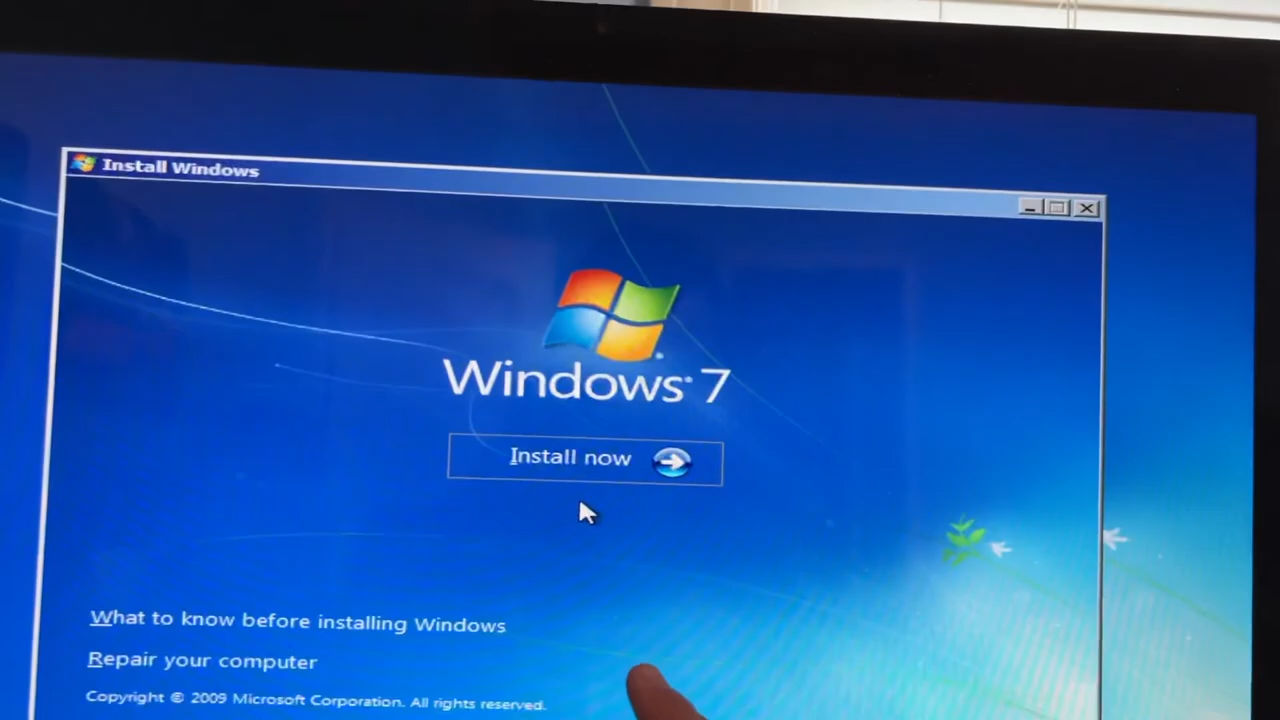 Install Windows
Windows® 7
Install now
What to know before installing Windows
Repair your computer
Copyright © 2009 Microsoft Corporation. All rights reserved.